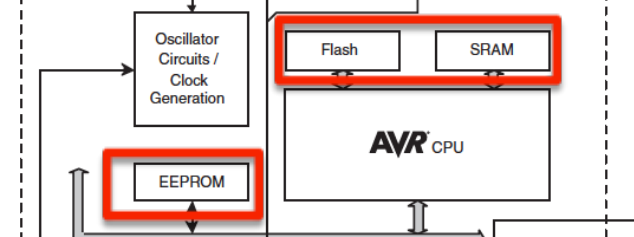 Oscillator
Circuits /
Clock
Generation
Flash
SRAM
AVR CPU
EEPROM